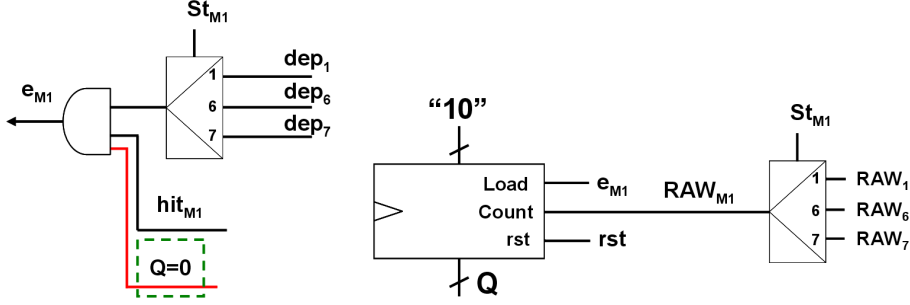 St_M1
1 dep_1
6 dep_6
7 dep_7
e_M1
hit_M1
Q=0
“10”
Load e_M1
Count RAW_M1
rst rst
Q
St_M1
1 RAW_1
6 RAW_6
7 RAW_7